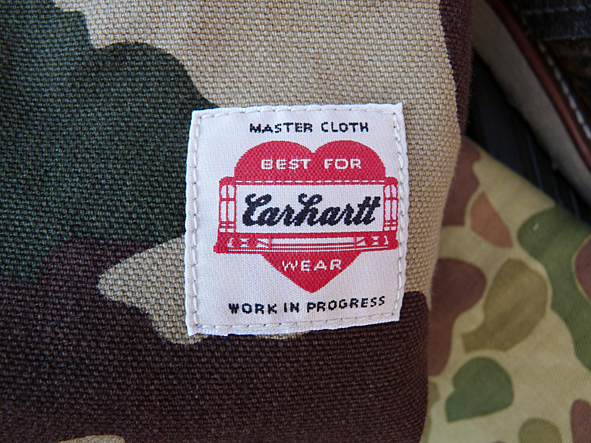 MASTER CLOTH
BEST FOR
Carhartt
WEAR
WORK IN PROGRESS